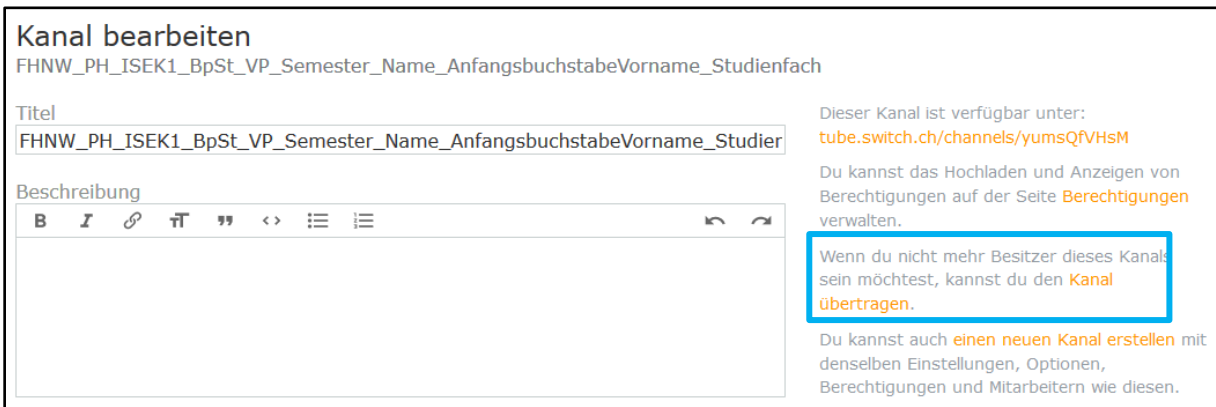 Kanal bearbeiten
FHNW_PH_ISEK1_BpSt_VP_Semester_Name_AnfangsbuchstabeVorname_Studienfach
Titel
FHNW_PH_ISEK1_BpSt_VP_Semester_Name_AnfangsbuchstabeVorname_Studier
Beschreibung
Dieser Kanal ist verfügbar unter:
tube.switch.ch/channels/yumsQfVHsM
Du kannst das Hochladen und Anzeigen von
Berechtigungen auf der Seite Berechtigungen
verwalten.
Wenn du nicht mehr Besitzer dieses Kanals
sein möchtest, kannst du den Kanal
übertragen.
Du kannst auch einen neuen Kanal erstellen mit
denselben Einstellungen, Optionen,
Berechtigungen und Mitarbeitern wie diesen.